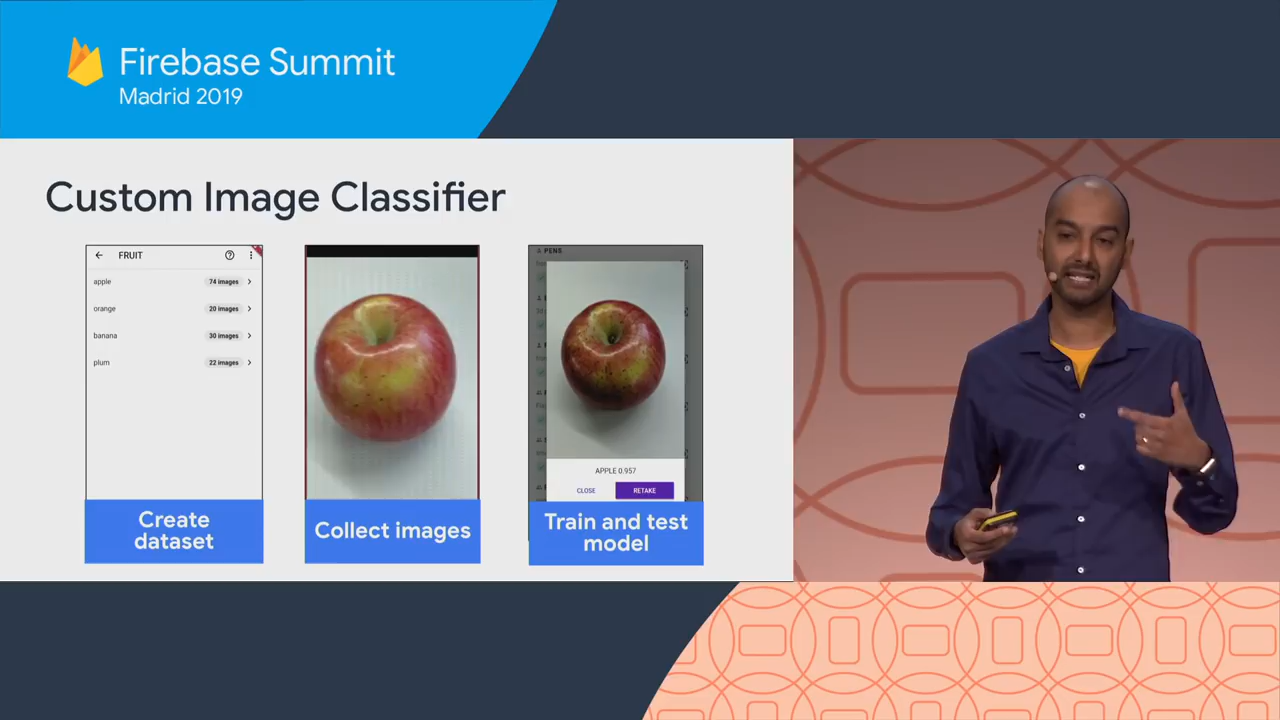 Firebase Summit
Madrid 2019
Custom Image Classifier
FRUIT
apple
74 images
orange
20 images
banana
30 images
plum
22 images
Create
dataset
Collect images
PENS
APPLE 0.957
CLOSE
RETAKE
Train and test
model